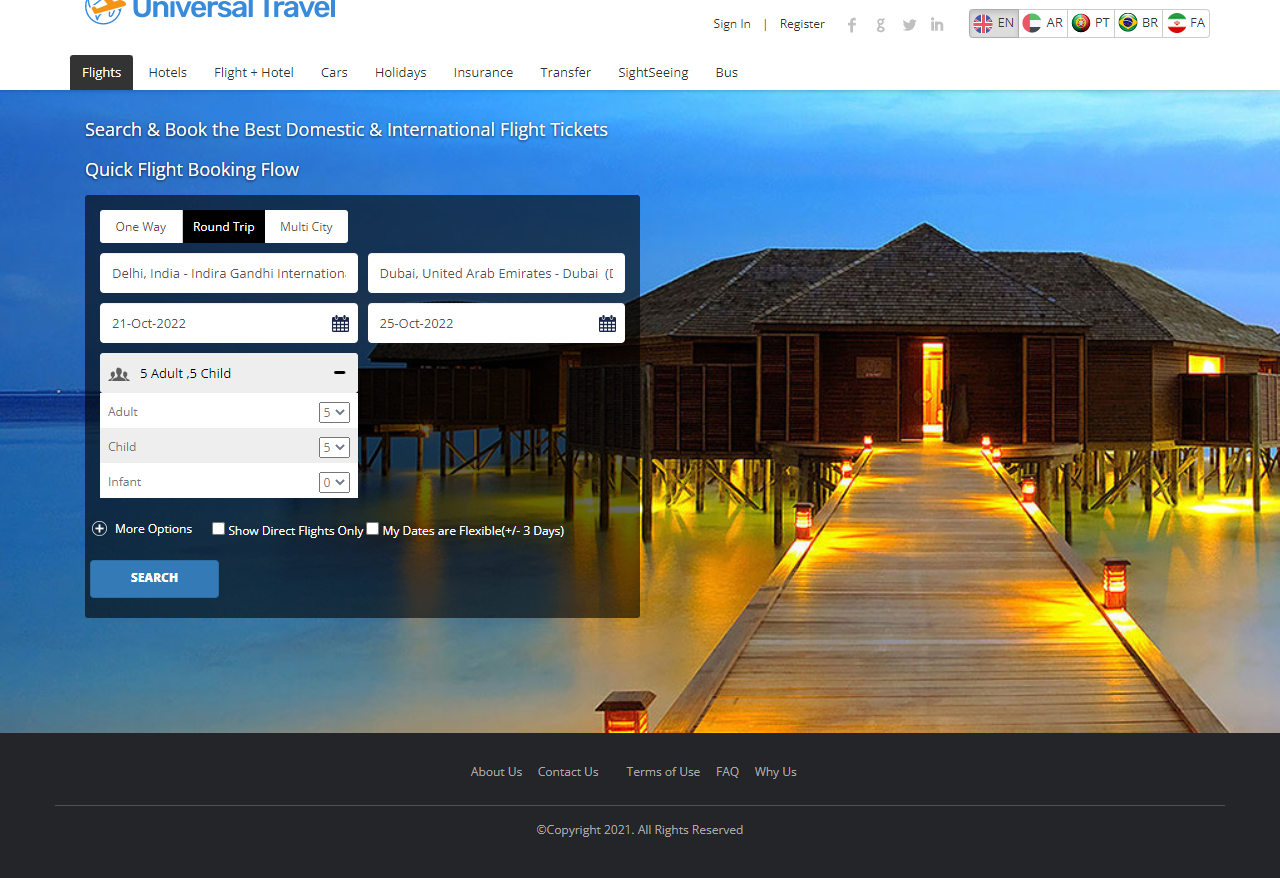 Universal Travel
Sign In | Register
EN AR PT BR FA
Flights Hotels Flight + Hotel Cars Holidays Insurance Transfer SightSeeing Bus
Search & Book the Best Domestic & International Flight Tickets
Quick Flight Booking Flow
One Way Round Trip Multi City
Delhi, India - Indira Gandhi Internation
Dubai, United Arab Emirates - Dubai (D
21-Oct-2022
25-Oct-2022
5 Adult ,5 Child
Adult 5
Child 5
Infant 0
More Options Show Direct Flights Only My Dates are Flexible(+/- 3 Days)
SEARCH
About Us Contact Us Terms of Use FAQ Why Us
©Copyright 2021. All Rights Reserved